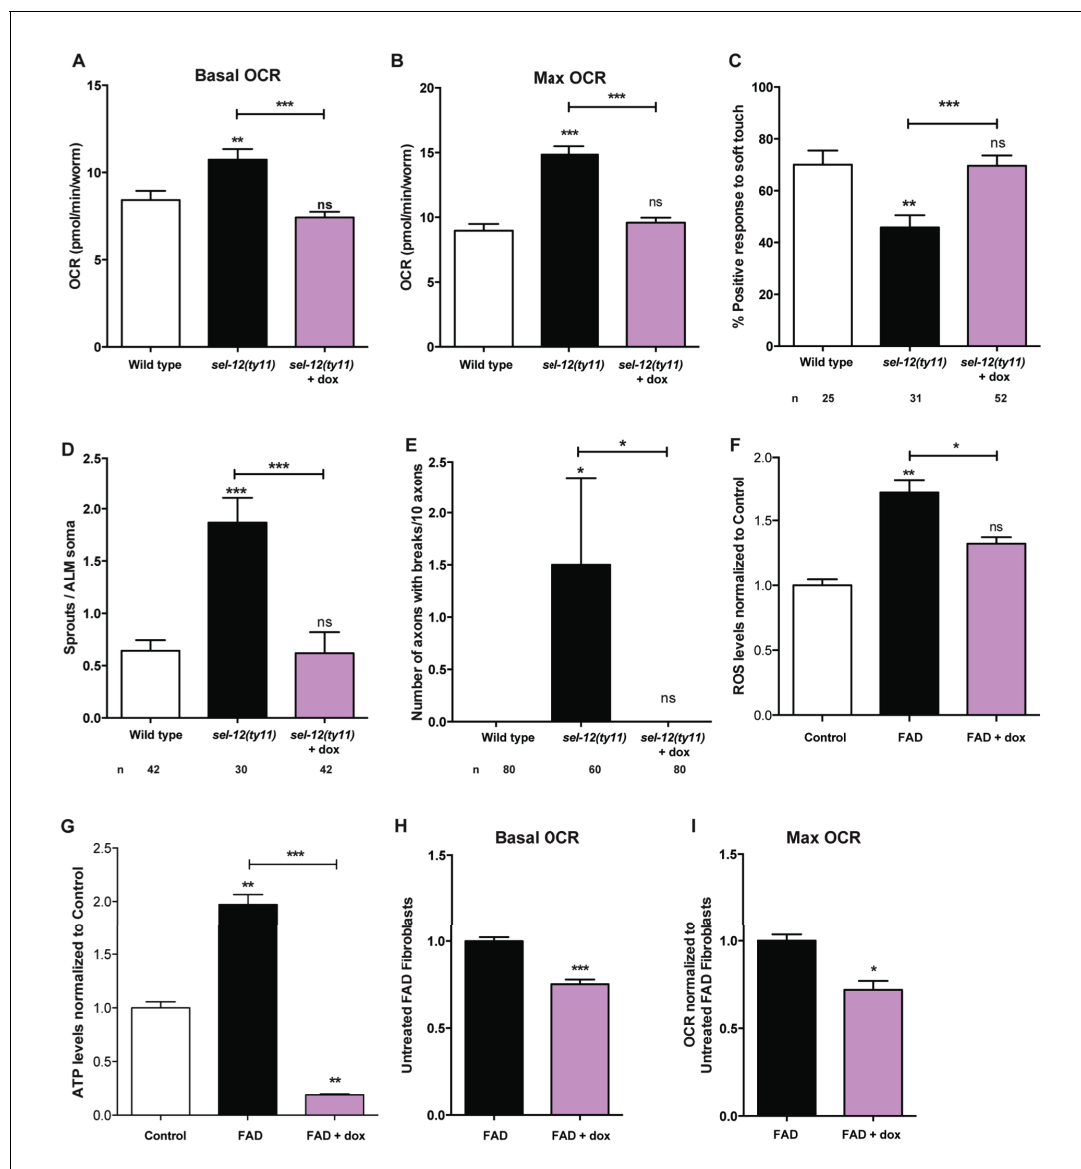 A
Basal OCR
15
10
5
0
OCR (pmol/min/worm)
***
**
ns
Wild type
sel-12(ty11)
sel-12(ty11)
+ dox
B
Max OCR
20
15
10
5
0
OCR (pmol/min/worm)
***
***
ns
Wild type
sel-12(ty11)
sel-12(ty11)
+ dox
C
100
80
60
40
20
0
% Positive response to soft touch
***
ns
**
Wild type
sel-12(ty11)
sel-12(ty11)
+ dox
n 25 31 52
D
2.5
2.0
1.5
1.0
0.5
0.0
Sprouts / ALM soma
***
***
ns
Wild type
sel-12(ty11)
sel-12(ty11)
+ dox
n 42 30 42
E
2.5
2.0
1.5
1.0
0.5
0.0
Number of axons with breaks/10 axons
*
*
ns
Wild type
sel-12(ty11)
sel-12(ty11)
+ dox
n 80 60 80
F
2.0
1.5
1.0
0.5
0.0
ROS levels normalized to Control
*
**
ns
Control
FAD
FAD + dox
G
2.5
2.0
1.5
1.0
0.5
0.0
ATP levels normalized to Control
***
**
**
Control
FAD
FAD + dox
H
Basal OCR
1.5
1.0
0.5
0.0
Untreated FAD Fibroblasts
***
FAD
FAD + dox
I
Max OCR
1.5
1.0
0.5
0.0
OCR normalized to
Untreated FAD Fibroblasts
*
FAD
FAD + dox